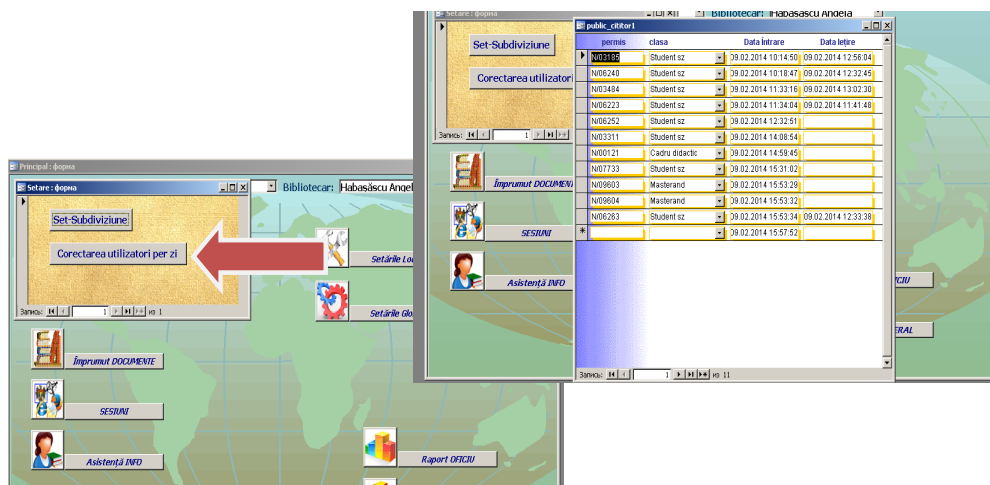 Setare : форма
Bibliotecar: Habașăscu Angela
Set-Subdiviziune
Corectarea utilizatori
Запись: 1
Împrumut DOCUMENTE
SESIUNI
Asistență INFO
public_cititor1
permis clasa Data Întrare Data Iețire
N/03185 Student sz 09.02.2014 10:14:50 09.02.2014 12:56:04
N/06240 Student sz 09.02.2014 10:18:47 09.02.2014 12:32:45
N/03484 Student sz 09.02.2014 11:33:16 09.02.2014 13:02:30
N/06223 Student sz 09.02.2014 11:34:04 09.02.2014 11:41:48
N/06252 Student sz 09.02.2014 12:32:51
N/03311 Student sz 09.02.2014 14:08:54
N/00121 Cadru didactic 09.02.2014 14:59:45
N/07733 Student sz 09.02.2014 15:31:02
N/09603 Masterand 09.02.2014 15:53:29
N/09604 Masterand 09.02.2014 15:53:32
N/06263 Student sz 09.02.2014 15:53:34 09.02.2014 12:33:38
09.02.2014 15:57:52
Запись: 1 из 11
ICIU
ERAL
Principal : форма
Setare : форма
Bibliotecar: Habașăscu Angel
Set-Subdiviziune
Corectarea utilizatori per zi
Setările Loc
Запись: 1 из 1
Setările Glo
Împrumut DOCUMENTE
SESIUNI
Asistență INFO
Raport OFICIU